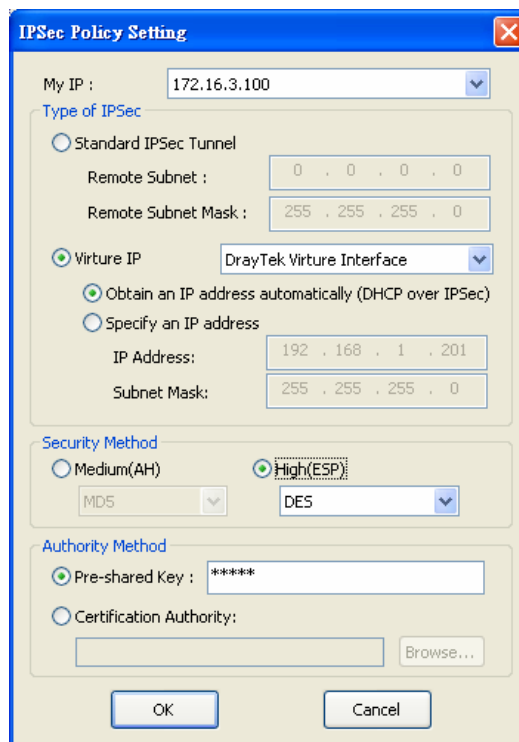 IPSec Policy Setting
My IP : 172.16.3.100
Type of IPSec
Standard IPSec Tunnel
Remote Subnet : 0 . 0 . 0 . 0
Remote Subnet Mask : 255 . 255 . 255 . 0
Virture IP DrayTek Virture Interface
Obtain an IP address automatically (DHCP over IPSec)
Specify an IP address
IP Address: 192 . 168 . 1 . 201
Subnet Mask: 255 . 255 . 255 . 0
Security Method
Medium(AH) High(ESP)
MD5 DES
Authority Method
Pre-shared Key : *****
Certification Authority:
Browse...
OK Cancel